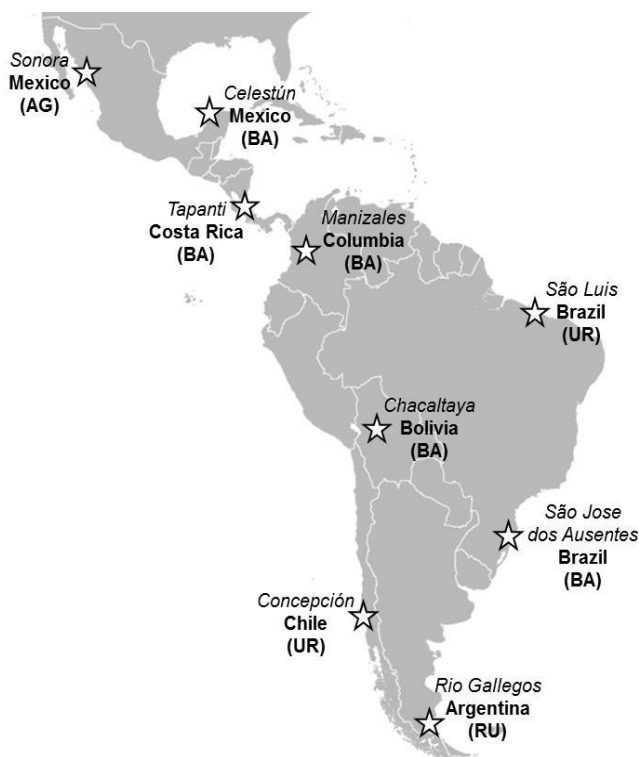 Sonora
Mexico
(AG)
Celestún
Mexico
(BA)
Tapanti
Costa Rica
(BA)
Manizales
Columbia
(BA)
São Luis
Brazil
(UR)
Chacaltaya
Bolivia
(BA)
São Jose
dos Ausentes
Brazil
(BA)
Concepción
Chile
(UR)
Rio Gallegos
Argentina
(RU)